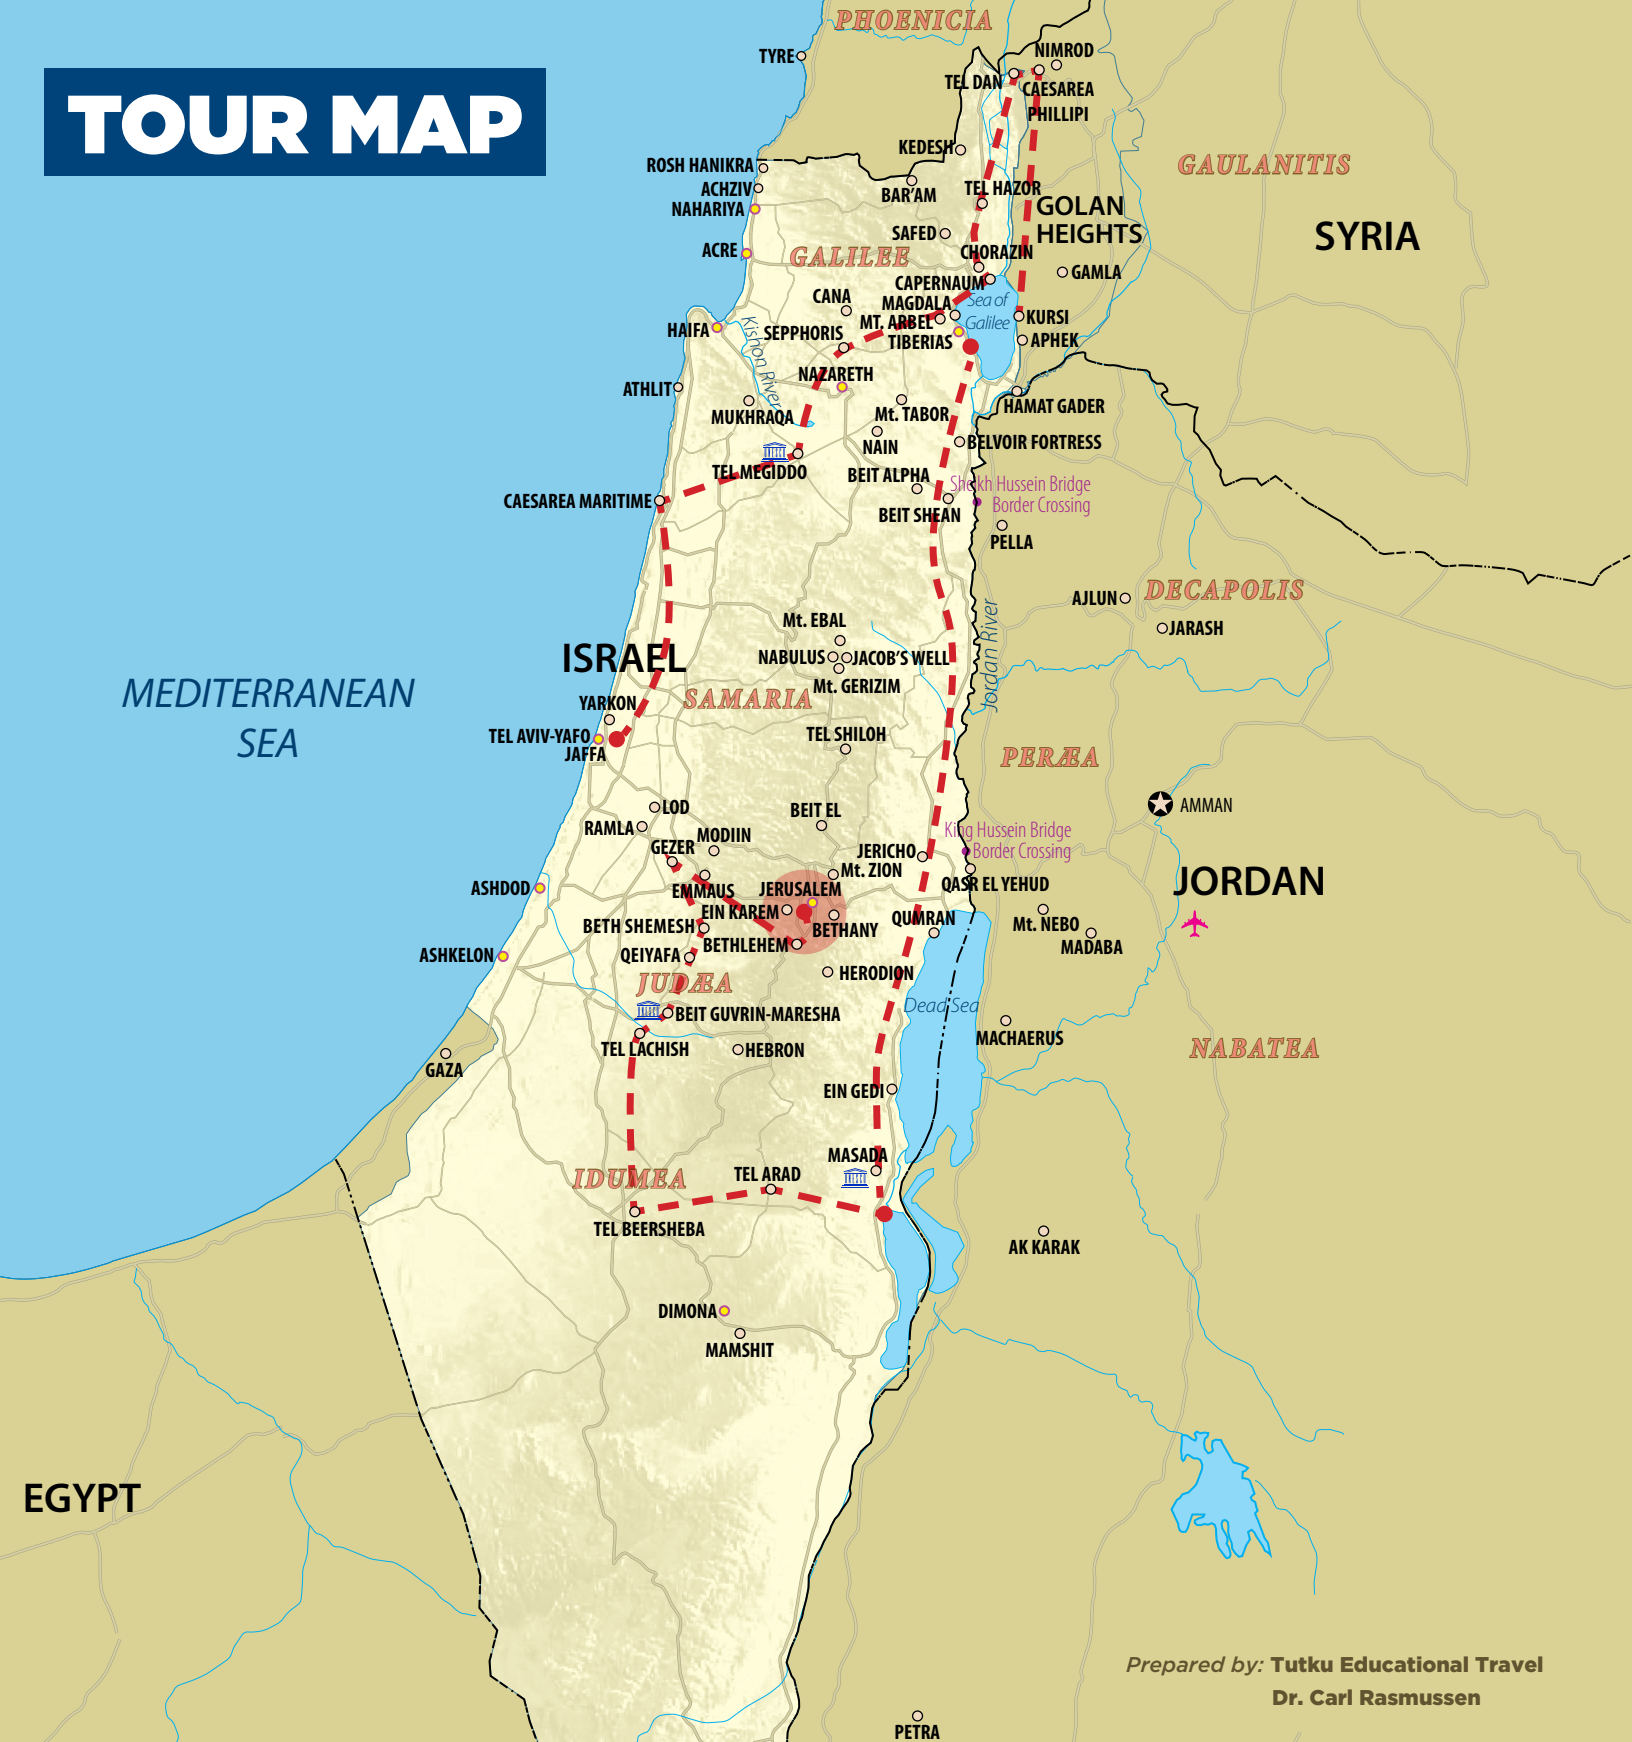 PHOENICIA
NIMROD
TYRE
TEL DAN
CAESAREA
PHILLIPI
TOUR MAP
KEDESH
ROSH HANIKRA
GAULANITIS
ACHZIV
BAR'AM
TEL HAZOR
NAHARIYA
GOLAN
HEIGHTS
SAFED
SYRIA
ACRE
GALILEE
CHORAZIN
GAMLA
CAPERNAUM
CANA
MAGDALA
Sea of
Galilee
HAIFA
Kishon River
SEPPHORIS
MT. ARBEL
KURSI
TIBERIAS
APHEK
NAZARETH
ATHLIT
MUKHRAQA
Mt. TABOR
HAMAT GADER
NAIN
BELVOIR FORTRESS
TEL MEGIDDO
BEIT ALPHA
Sheikh Hussein Bridge
Border Crossing
CAESAREA MARITIME
BEIT SHEAN
PELLA
AJLUN
DECAPOLIS
Mt. EBAL
JARASH
ISRAEL
NABULUS
JACOB'S WELL
Jordan River
Mt. GERIZIM
MEDITERRANEAN
SEA
SAMARIA
YARKON
TEL AVIV-YAFO
JAFFA
TEL SHILOH
PERÆA
LOD
BEIT EL
AMMAN
RAMLA
MODIIN
King Hussein Bridge
Border Crossing
GEZER
JERICHO
Mt. ZION
ASHDOD
EMMAUS
JERUSALEM
QASR EL YEHUD
JORDAN
EIN KAREM
BETH SHEMESH
BETHANY
QUMRAN
Mt. NEBO
BETHLEHEM
MADABA
ASHKELON
QEIYAFA
HERODION
JUDÆA
Dead Sea
BEIT GUVRIN-MARESHA
MACHAERUS
TEL LACHISH
HEBRON
NABATEA
GAZA
EIN GEDI
MASADA
IDUMEA
TEL ARAD
TEL BEERSHEBA
AK KARAK
DIMONA
MAMSHIT
EGYPT
Prepared by: Tutku Educational Travel
Dr. Carl Rasmussen
PETRA